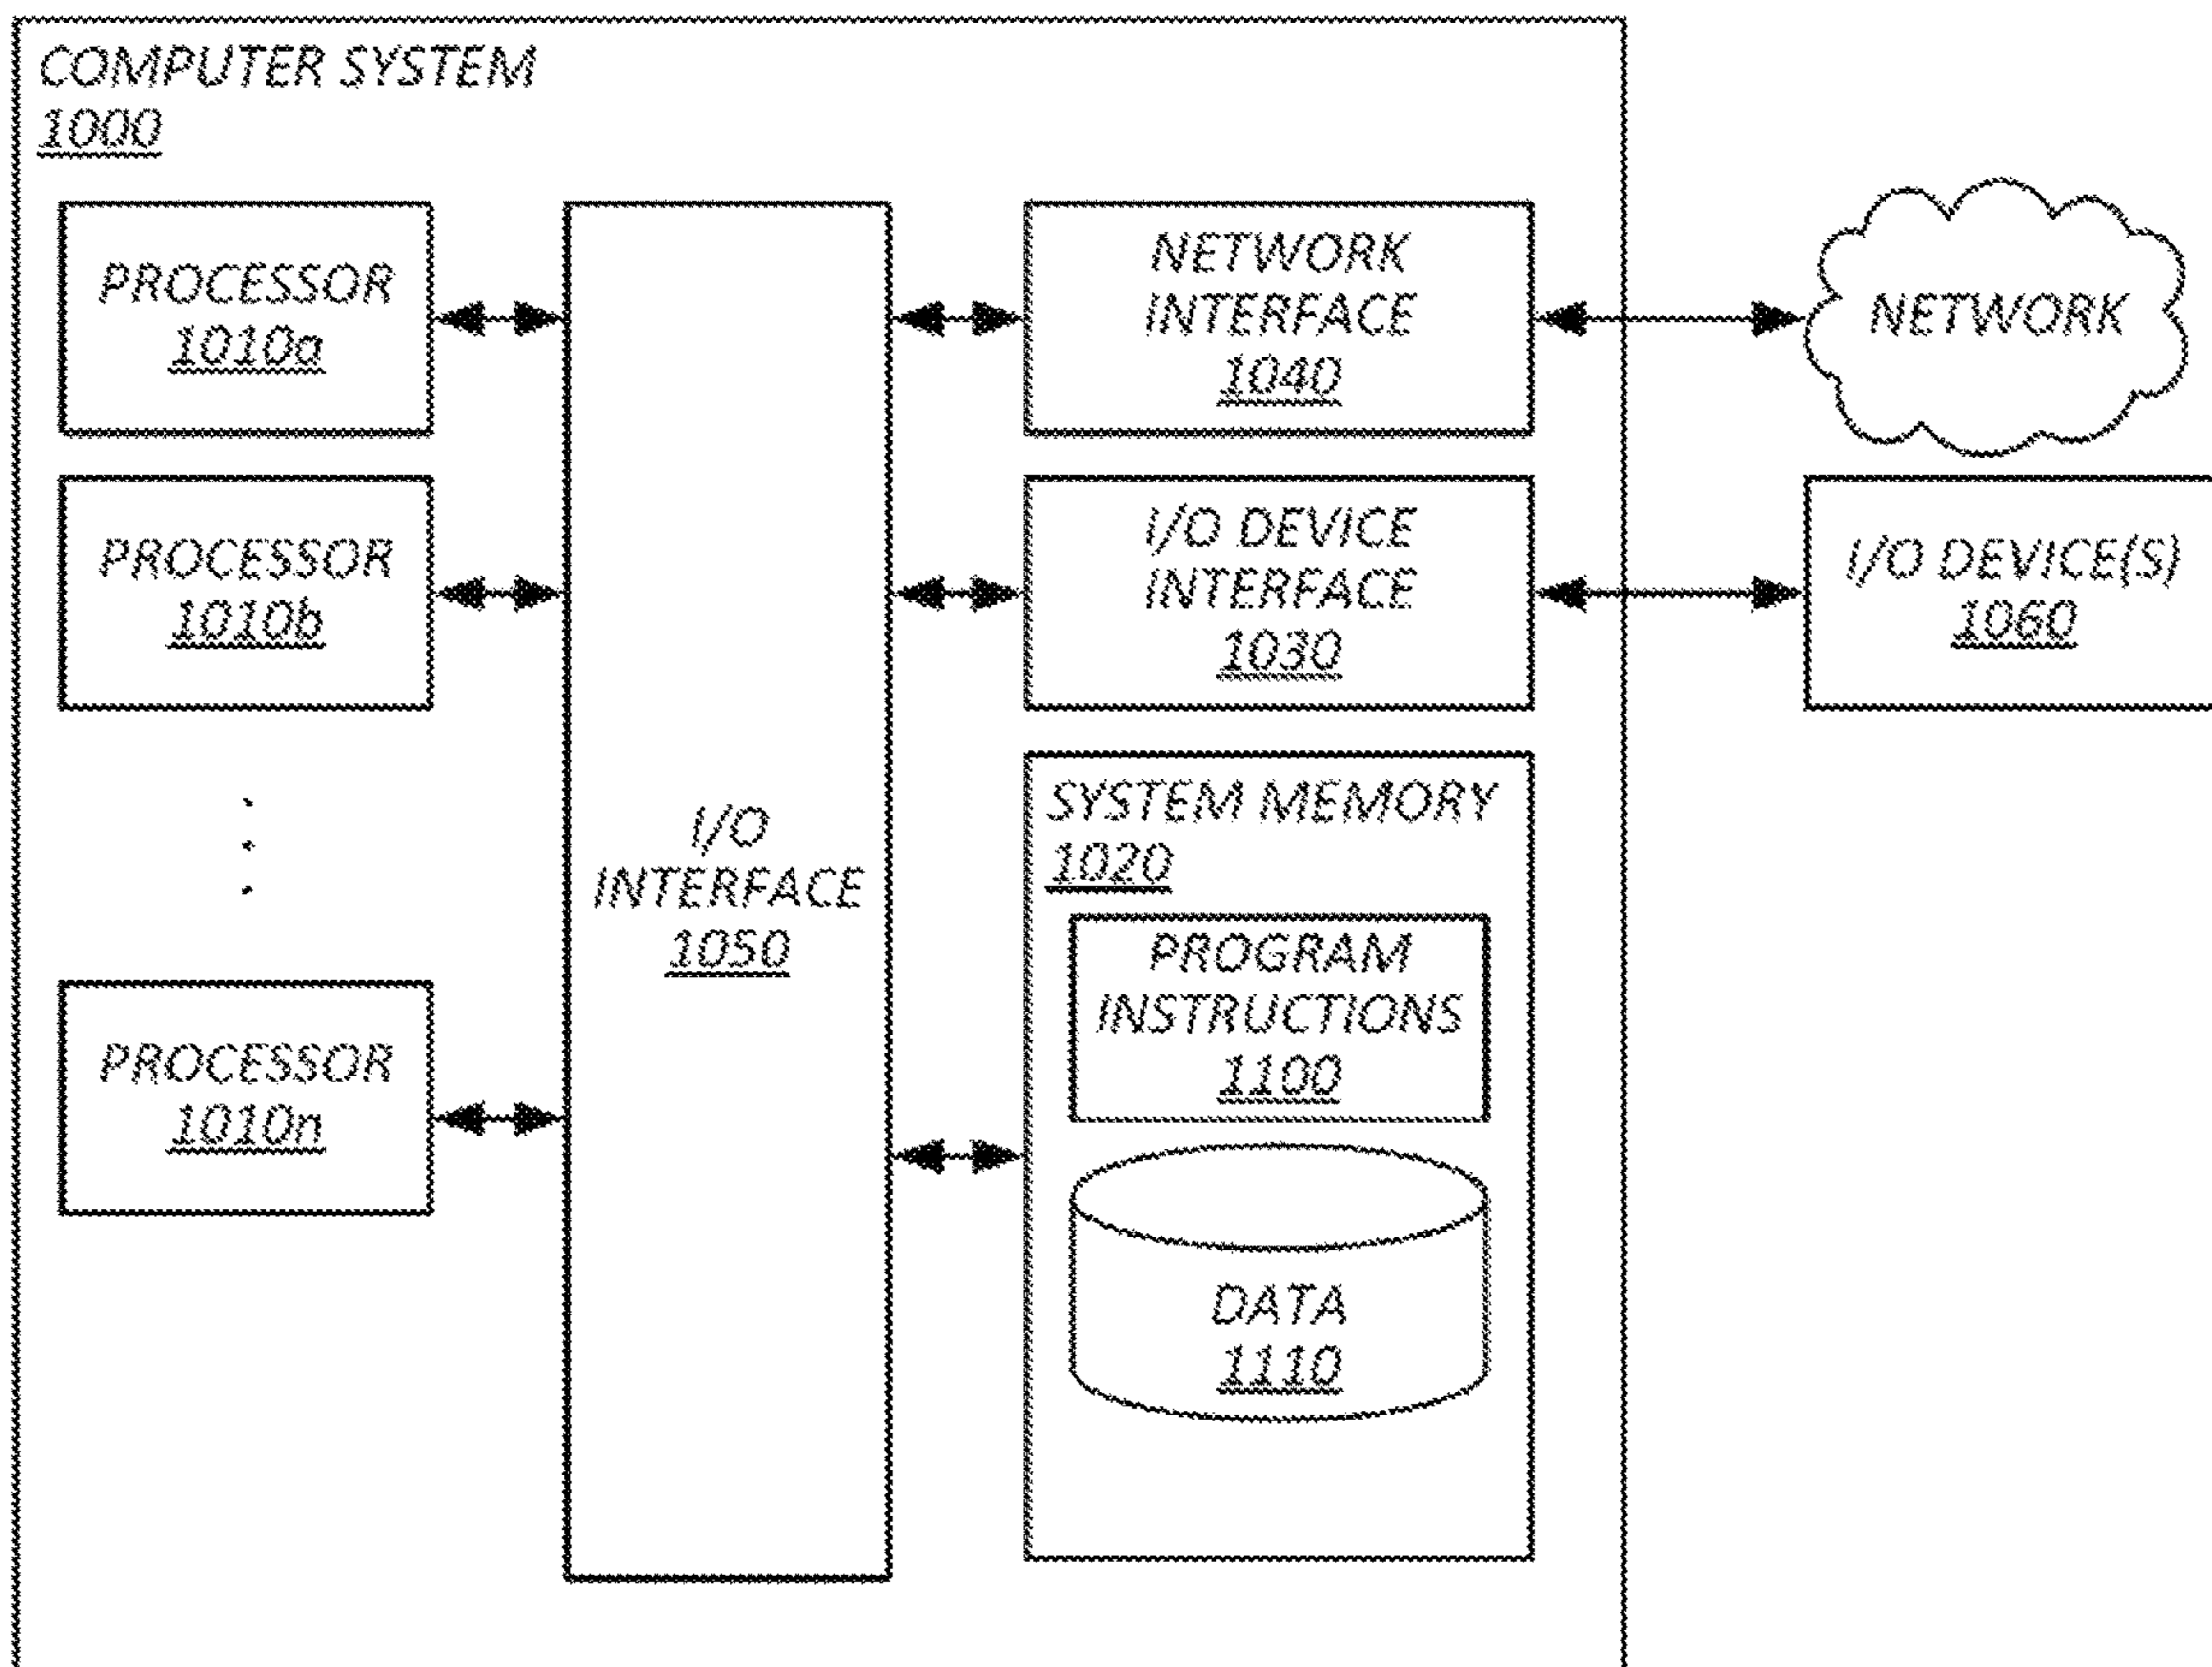 COMPUTER SYSTEM
1000
PROCESSOR
1010a
PROCESSOR
1010b
PROCESSOR
1010n
I/O
INTERFACE
1050
NETWORK
INTERFACE
1040
I/O DEVICE
INTERFACE
1030
SYSTEM MEMORY
1020
PROGRAM
INSTRUCTIONS
1100
DATA
1110
NETWORK
I/O DEVICE(S)
1060